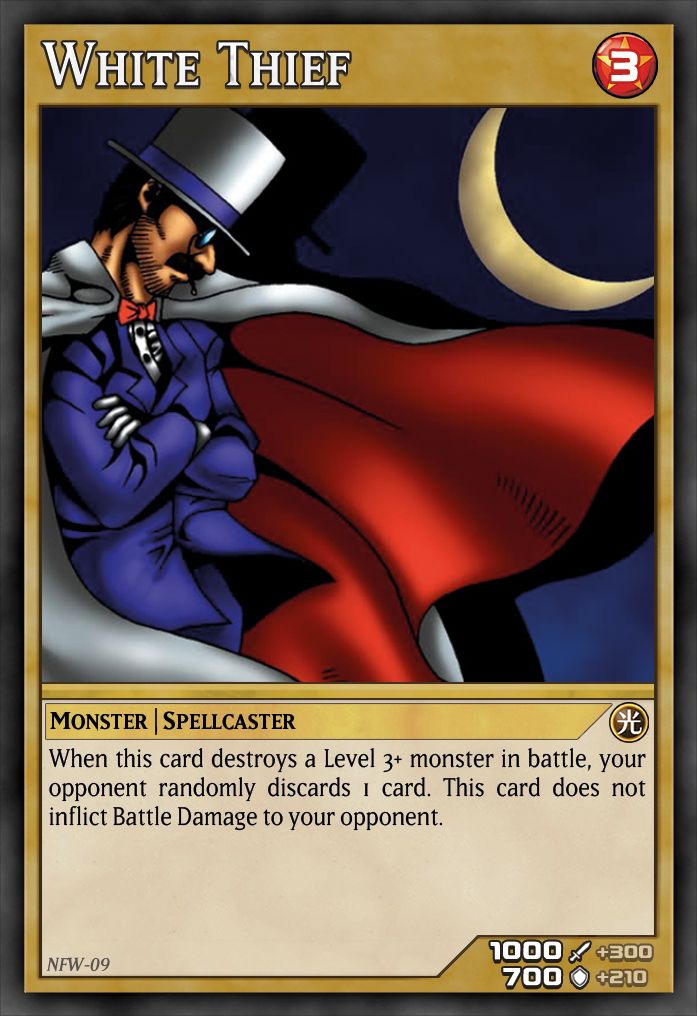 White Thief
3
Monster | Spellcaster
光
When this card destroys a Level 3+ monster in battle, your
opponent randomly discards 1 card. This card does not
inflict Battle Damage to your opponent.
NFW-09
1000 +300
700 +210